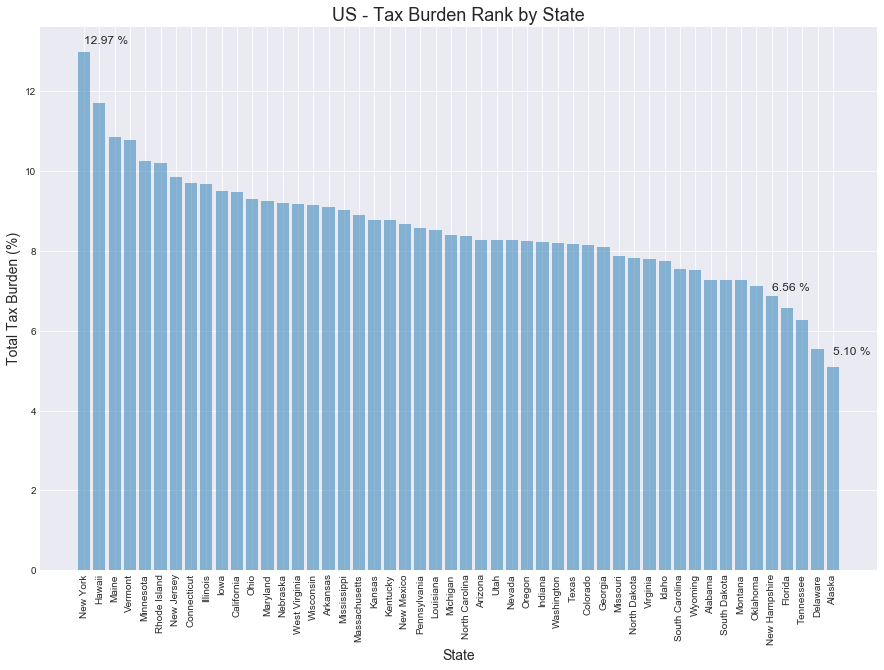 US - Tax Burden Rank by State
12.97 %
12
10
8
6.56 %
6
5.10 %
4
2
0
Total Tax Burden (%)
New York
Hawaii
Maine
Vermont
Minnesota
Rhode Island
New Jersey
Connecticut
Illinois
Iowa
California
Ohio
Maryland
Nebraska
West Virginia
Wisconsin
Arkansas
Mississippi
Massachusetts
Kansas
Kentucky
New Mexico
Pennsylvania
Louisiana
Michigan
North Carolina
Arizona
Utah
Nevada
Oregon
Indiana
Washington
Texas
Colorado
Georgia
Missouri
North Dakota
Virginia
Idaho
South Carolina
Wyoming
Alabama
South Dakota
Montana
Oklahoma
New Hampshire
Florida
Tennessee
Delaware
Alaska
State